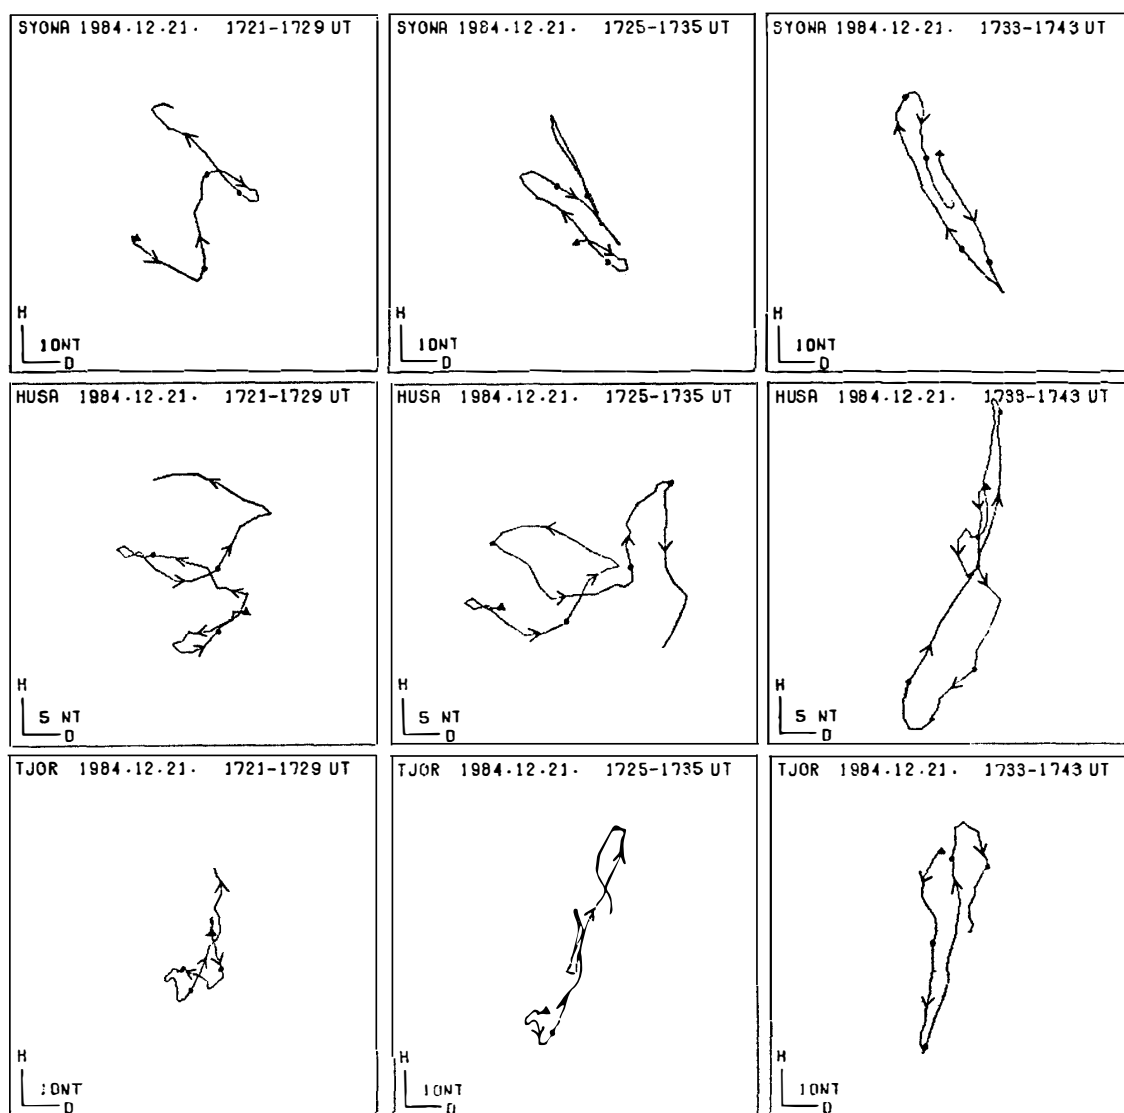 SYOWA 1984.12.21. 1721-1729 UT
H
10NT
D
SYOWA 1984.12.21. 1725-1735 UT
H
10NT
D
SYOWA 1984.12.21. 1733-1743 UT
H
10NT
D
HUSA 1984.12.21. 1721-1729 UT
H
5 NT
D
HUSA 1984.12.21. 1725-1735 UT
H
5 NT
D
HUSA 1984.12.21. 1733-1743 UT
H
5 NT
D
TJOR 1984.12.21. 1721-1729 UT
H
10NT
D
TJOR 1984.12.21. 1725-1735 UT
H
10NT
D
TJOR 1984.12.21. 1733-1743 UT
H
10NT
D